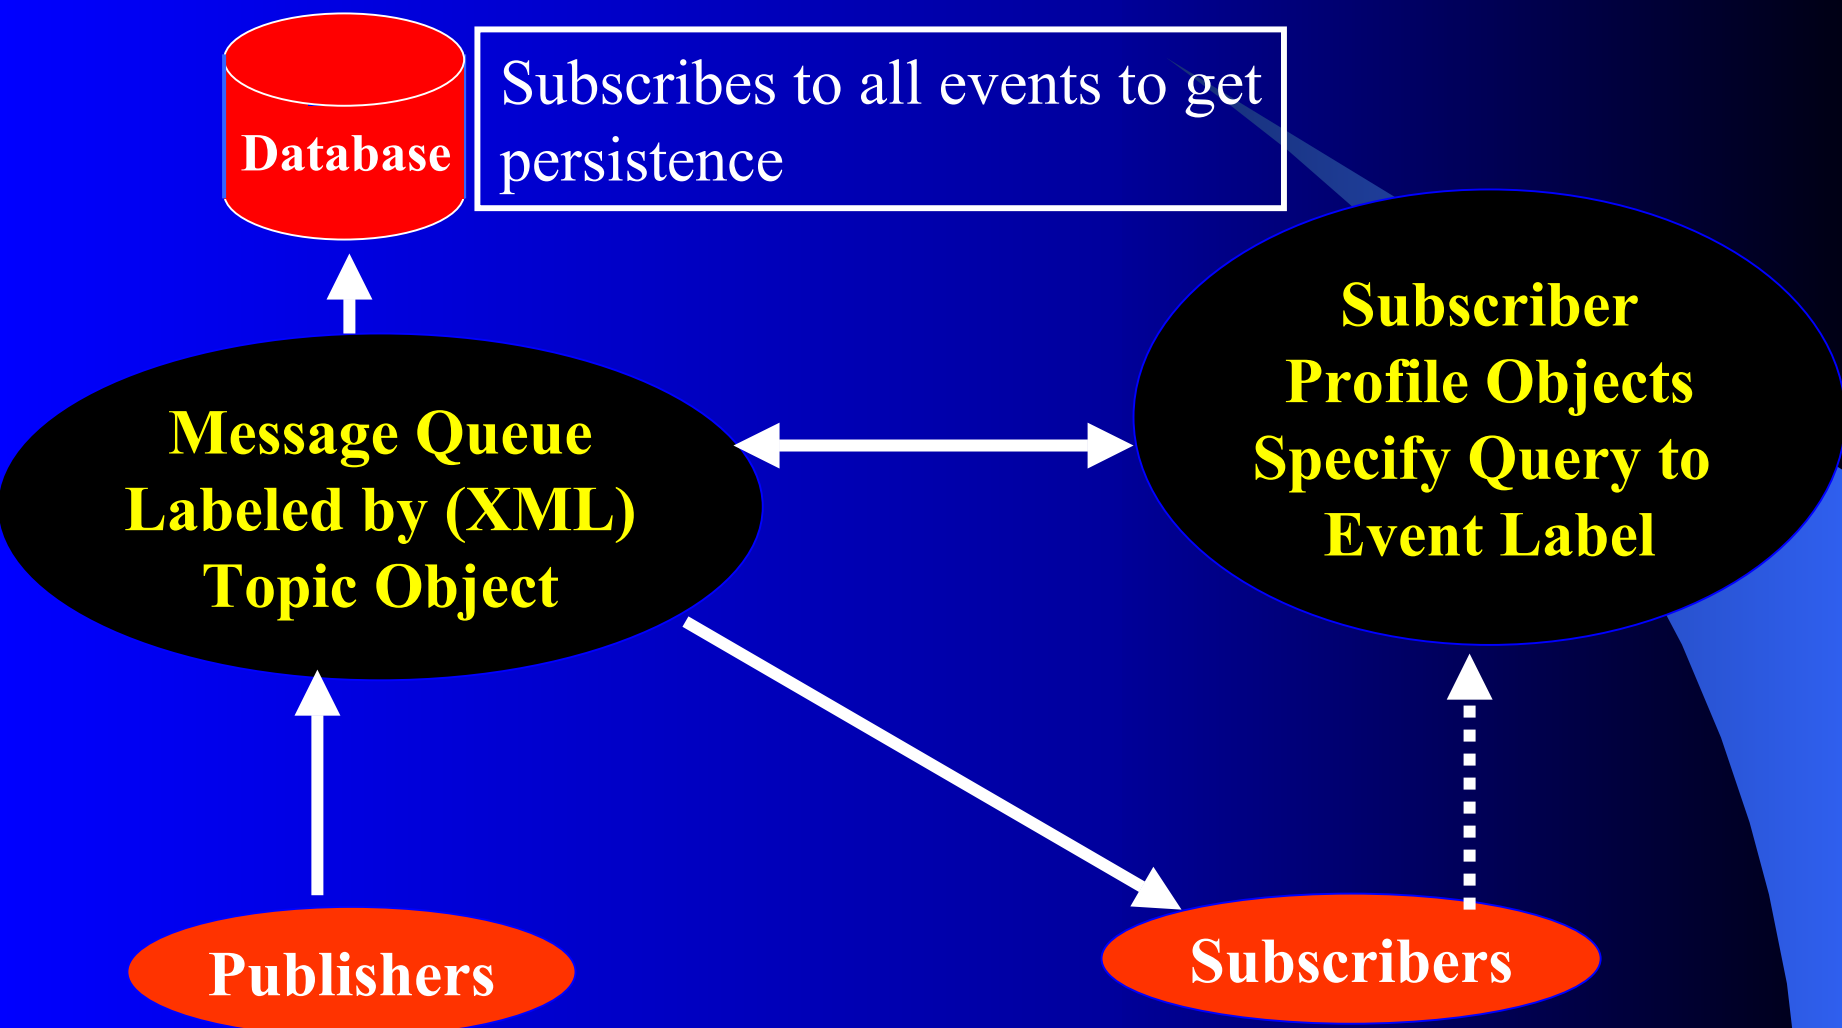 Database
Subscribes to all events to get
persistence
Subscriber
Profile Objects
Specify Query to
Event Label
Message Queue
Labeled by (XML)
Topic Object
Publishers
Subscribers